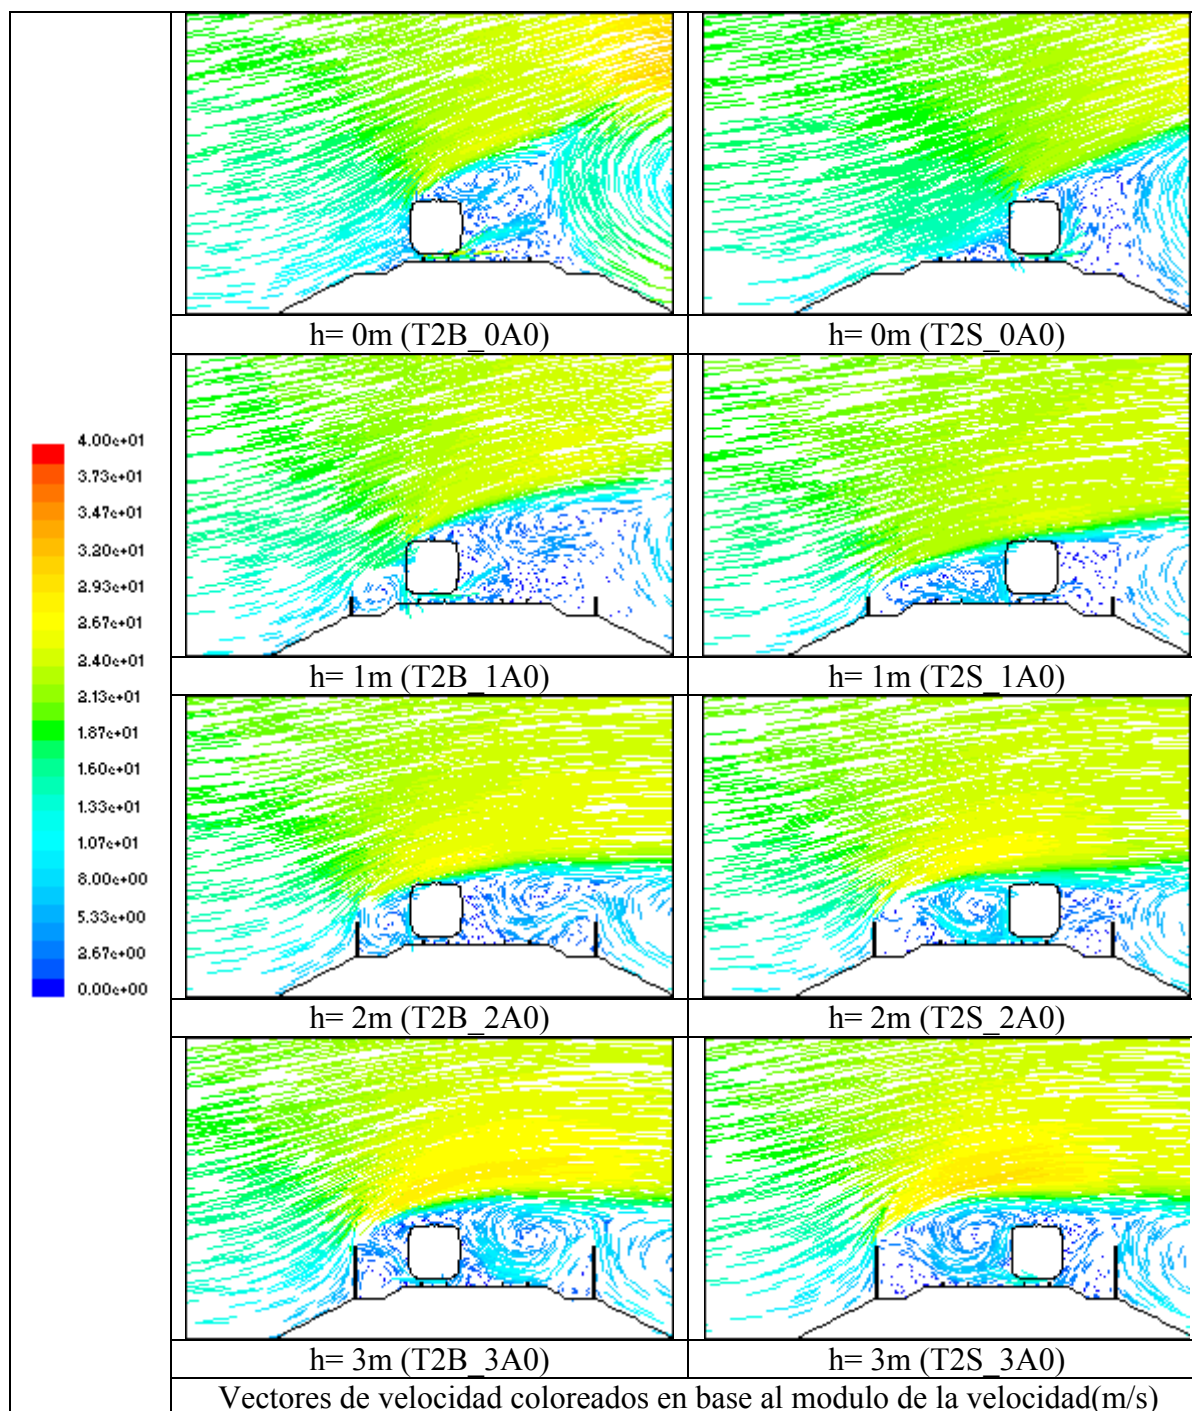 h= 0m (T2B_0A0)
h= 0m (T2S_0A0)
h= 1m (T2B_1A0)
h= 1m (T2S_1A0)
4.00e+01
3.73e+01
3.47e+01
3.20e+01
2.93e+01
2.67e+01
2.40e+01
2.13e+01
1.87e+01
1.60e+01
1.33e+01
1.07e+01
8.00e+00
5.33e+00
2.67e+00
0.00e+00
h= 2m (T2B_2A0)
h= 2m (T2S_2A0)
h= 3m (T2B_3A0)
h= 3m (T2S_3A0)
Vectores de velocidad coloreados en base al modulo de la velocidad(m/s)